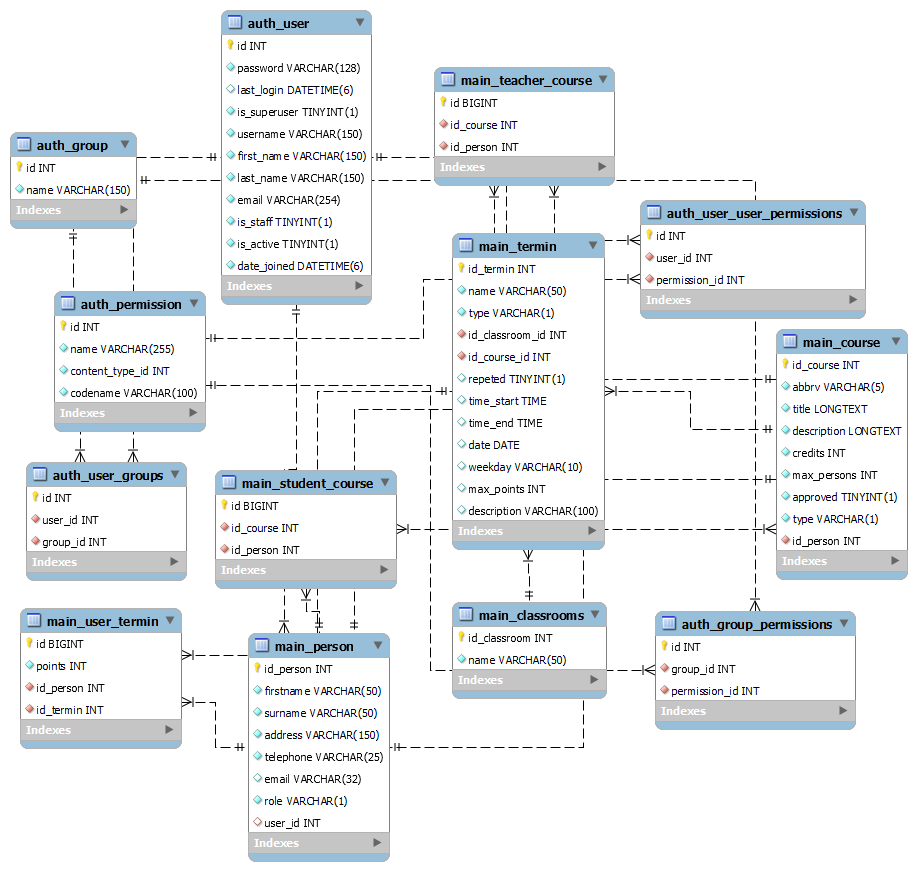 auth_user
id INT
password VARCHAR(128)
last_login DATETIME(6)
is_superuser TINYINT(1)
username VARCHAR(150)
first_name VARCHAR(150)
last_name VARCHAR(150)
email VARCHAR(254)
is_staff TINYINT(1)
is_active TINYINT(1)
date_joined DATETIME(6)
Indexes
main_teacher_course
id BIGINT
id_course INT
id_person INT
Indexes
auth_group
id INT
name VARCHAR(150)
Indexes
auth_user_user_permissions
id INT
user_id INT
permission_id INT
Indexes
main_termin
id_termin INT
name VARCHAR(50)
type VARCHAR(1)
id_classroom_id INT
id_course_id INT
repeted TINYINT(1)
time_start TIME
time_end TIME
date DATE
weekday VARCHAR(10)
max_points INT
description VARCHAR(100)
Indexes
auth_permission
id INT
name VARCHAR(255)
content_type_id INT
codename VARCHAR(100)
Indexes
main_course
id_course INT
abbrv VARCHAR(5)
title LONGTEXT
description LONGTEXT
credits INT
max_persons INT
approved TINYINT(1)
type VARCHAR(1)
id_person INT
Indexes
auth_user_groups
id INT
user_id INT
group_id INT
Indexes
main_student_course
id BIGINT
id_course INT
id_person INT
Indexes
main_user_termin
id BIGINT
points INT
id_person INT
id_termin INT
Indexes
main_person
id_person INT
firstname VARCHAR(50)
surname VARCHAR(50)
address VARCHAR(150)
telephone VARCHAR(25)
email VARCHAR(32)
role VARCHAR(1)
user_id INT
Indexes
main_classrooms
id_classroom INT
name VARCHAR(50)
Indexes
auth_group_permissions
id INT
group_id INT
permission_id INT
Indexes